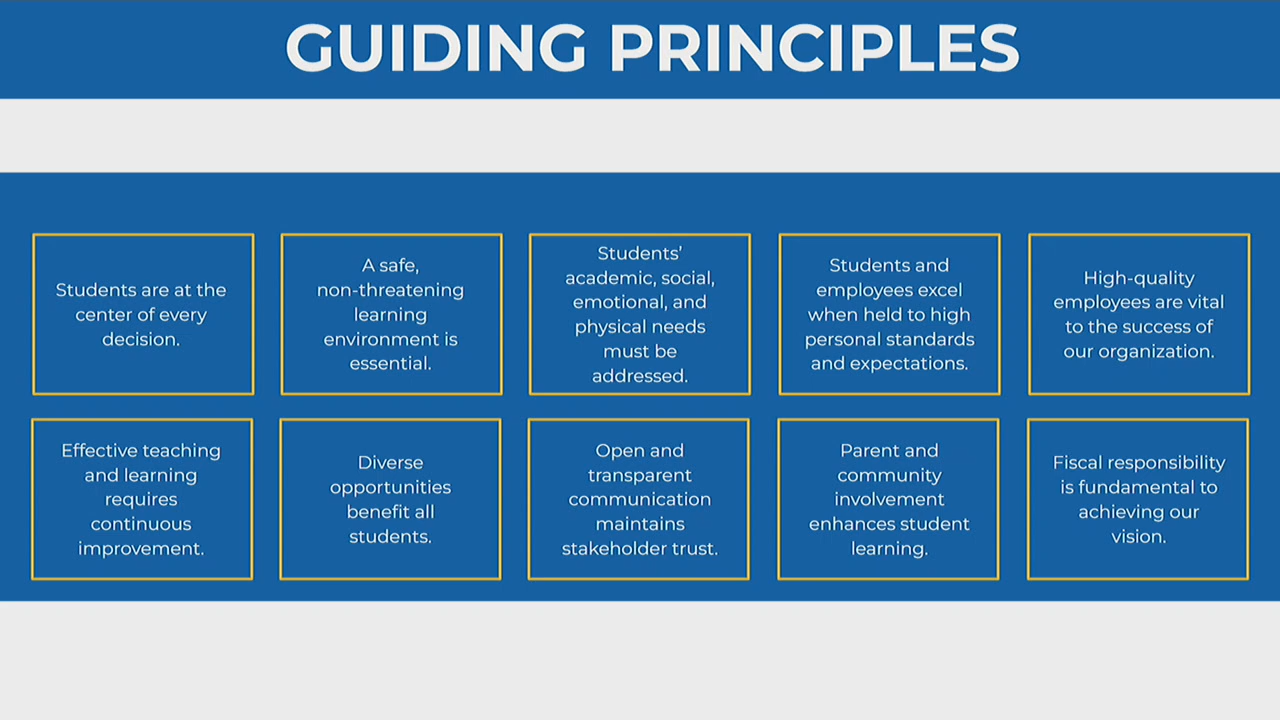 GUIDING PRINCIPLES
Students are at the
center of every
decision.
A safe,
non-threatening
learning
environment is
essential.
Students’
academic, social,
emotional, and
physical needs
must be
addressed.
Students and
employees excel
when held to high
personal standards
and expectations.
High-quality
employees are vital
to the success of
our organization.
Effective teaching
and learning
requires
continuous
improvement.
Diverse
opportunities
benefit all
students.
Open and
transparent
communication
maintains
stakeholder trust.
Parent and
community
involvement
enhances student
learning.
Fiscal responsibility
is fundamental to
achieving our
vision.